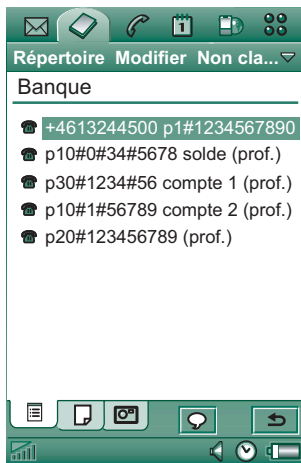 Répertoire Modifier Non cla...
Banque
+4613244500 p1#1234567890
p10#0#34#5678 solde (prof.)
p30#1234#56 compte 1 (prof.)
p10#1#56789 compte 2 (prof.)
p20#123456789 (prof.)